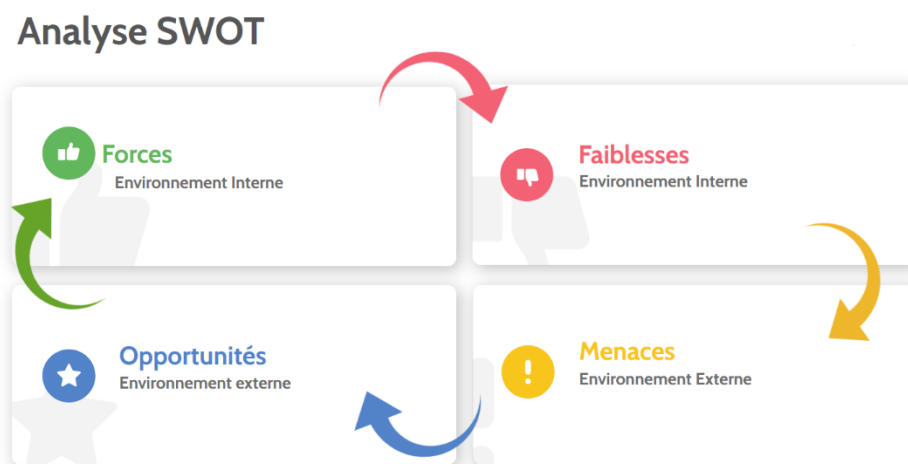 Analyse SWOT
Forces
Environnement Interne
Faiblesses
Environnement Interne
Opportunités
Environnement externe
Menaces
Environnement Externe